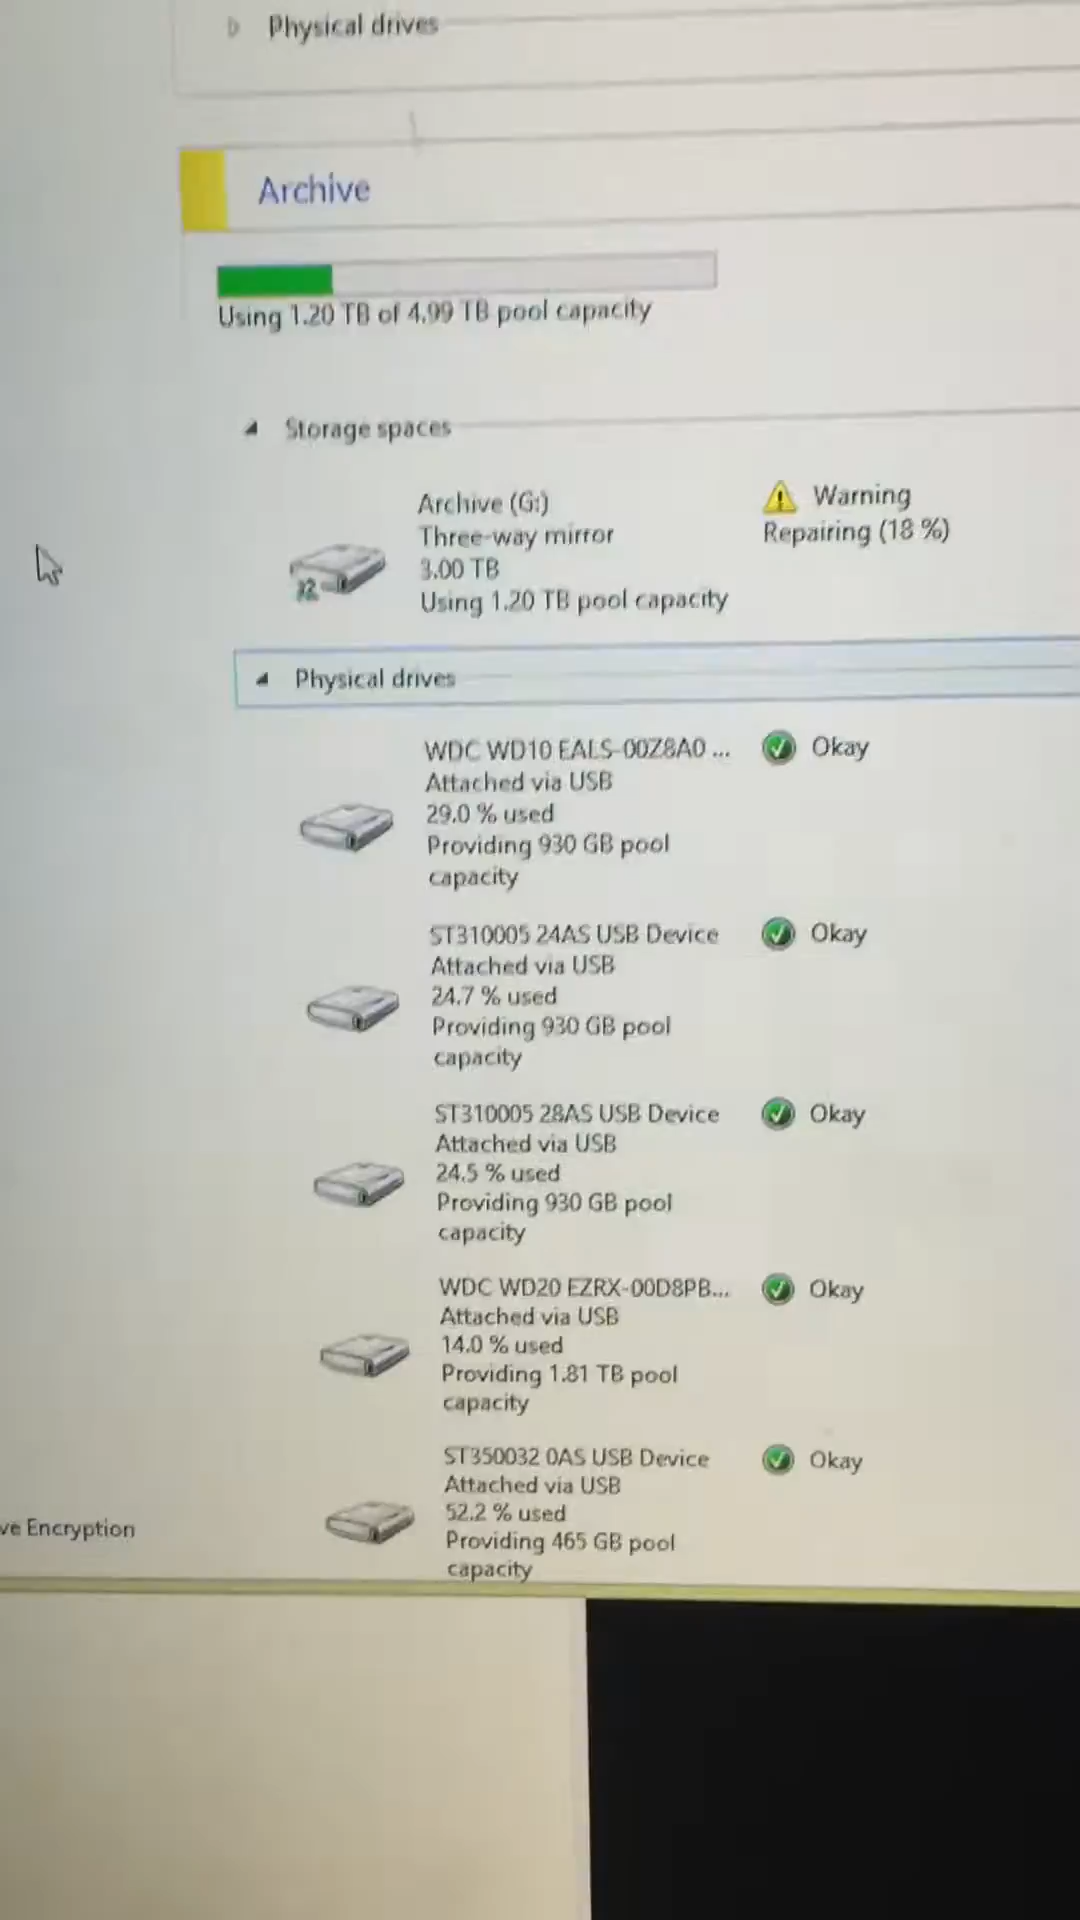 Physical drives
Archive
Using 1.20 TB of 4.99 TB pool capacity
Storage spaces
Archive (G:)
Three-way mirror
3.00 TB
Using 1.20 TB pool capacity
Warning
Repairing (18 %)
Physical drives
WDC WD10 EALS-00Z8A0 ...
Attached via USB
29.0 % used
Providing 930 GB pool
capacity
Okay
ST310005 24AS USB Device
Attached via USB
24.7 % used
Providing 930 GB pool
capacity
Okay
ST310005 28AS USB Device
Attached via USB
24.5 % used
Providing 930 GB pool
capacity
Okay
WDC WD20 EZRX-00D8PB...
Attached via USB
14.0 % used
Providing 1.81 TB pool
capacity
Okay
ST350032 0AS USB Device
Attached via USB
52.2 % used
Providing 465 GB pool
capacity
Okay
ve Encryption